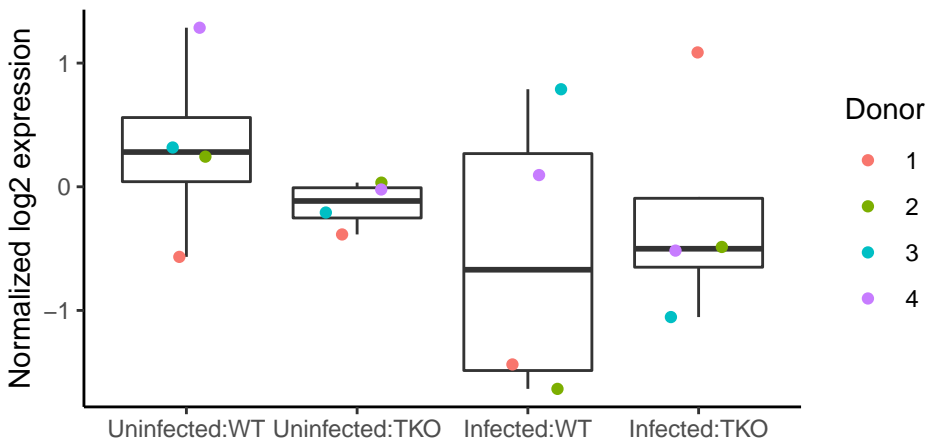 Normalized log2 expression
1
0
−1
Uninfected:WT
Uninfected:TKO
Infected:WT
Infected:TKO
Donor
1
2
3
4